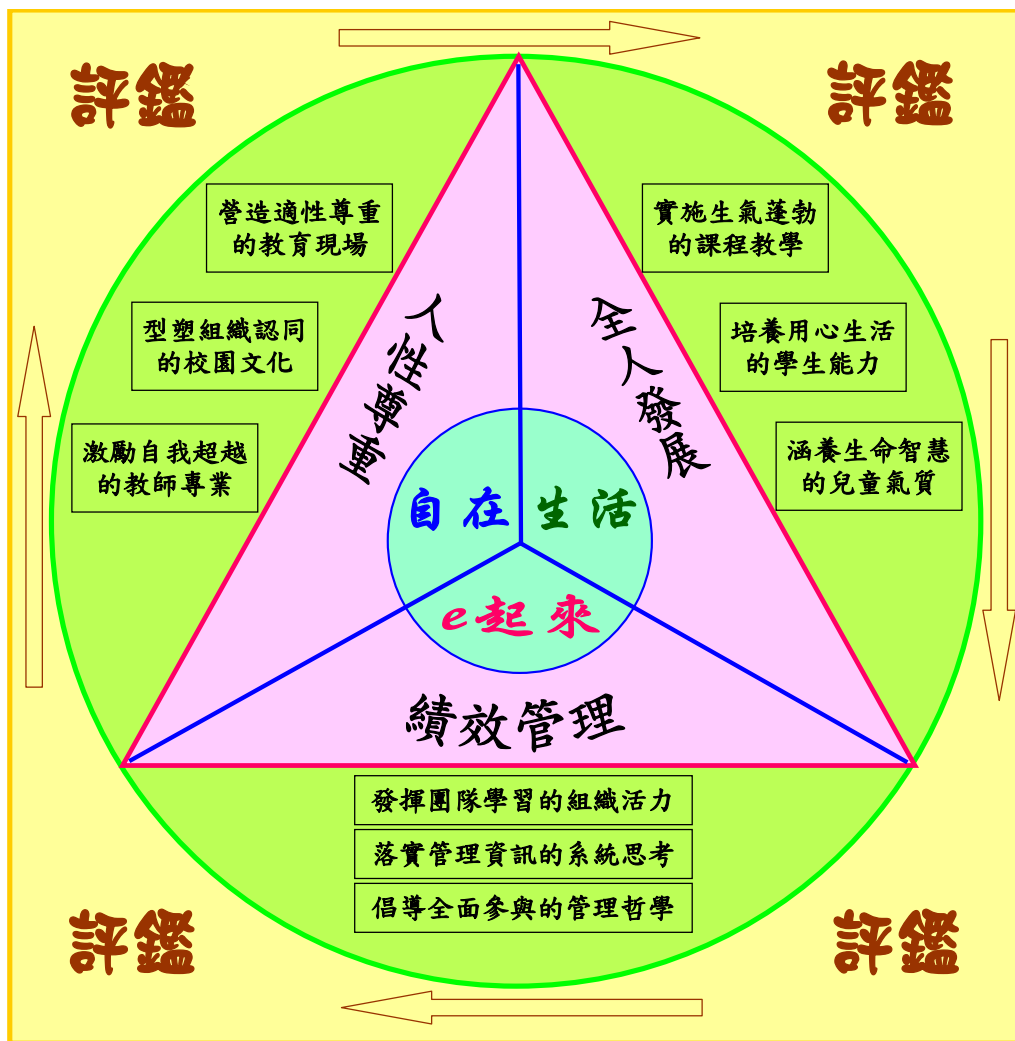 評鑑
評鑑
營造適性尊重
的教育現場
實施生氣蓬勃
的課程教學
型塑組織認同
的校園文化
培養用心生活
的學生能力
激勵自我超越
的教師專業
涵養生命智慧
的兒童氣質
人性尊重
全人發展
自在生活
e起來
績效管理
發揮團隊學習的組織活力
落實管理資訊的系統思考
倡導全面參與的管理哲學
評鑑
評鑑